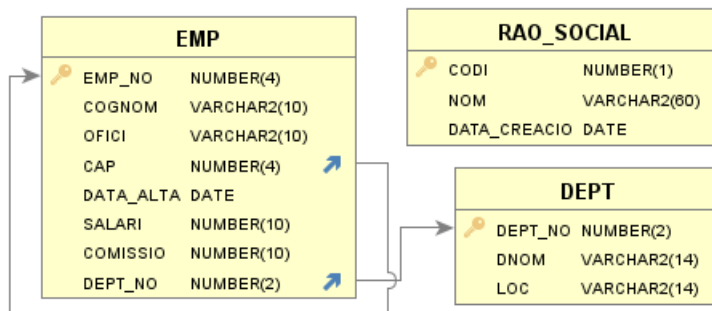 EMP
EMP_NO NUMBER(4)
COGNOM VARCHAR2(10)
OFICI VARCHAR2(10)
CAP NUMBER(4)
DATA_ALTA DATE
SALARI NUMBER(10)
COMISSIO NUMBER(10)
DEPT_NO NUMBER(2)
RAO_SOCIAL
CODI NUMBER(1)
NOM VARCHAR2(60)
DATA_CREACIO DATE
DEPT
DEPT_NO NUMBER(2)
DNOM VARCHAR2(14)
LOC VARCHAR2(14)